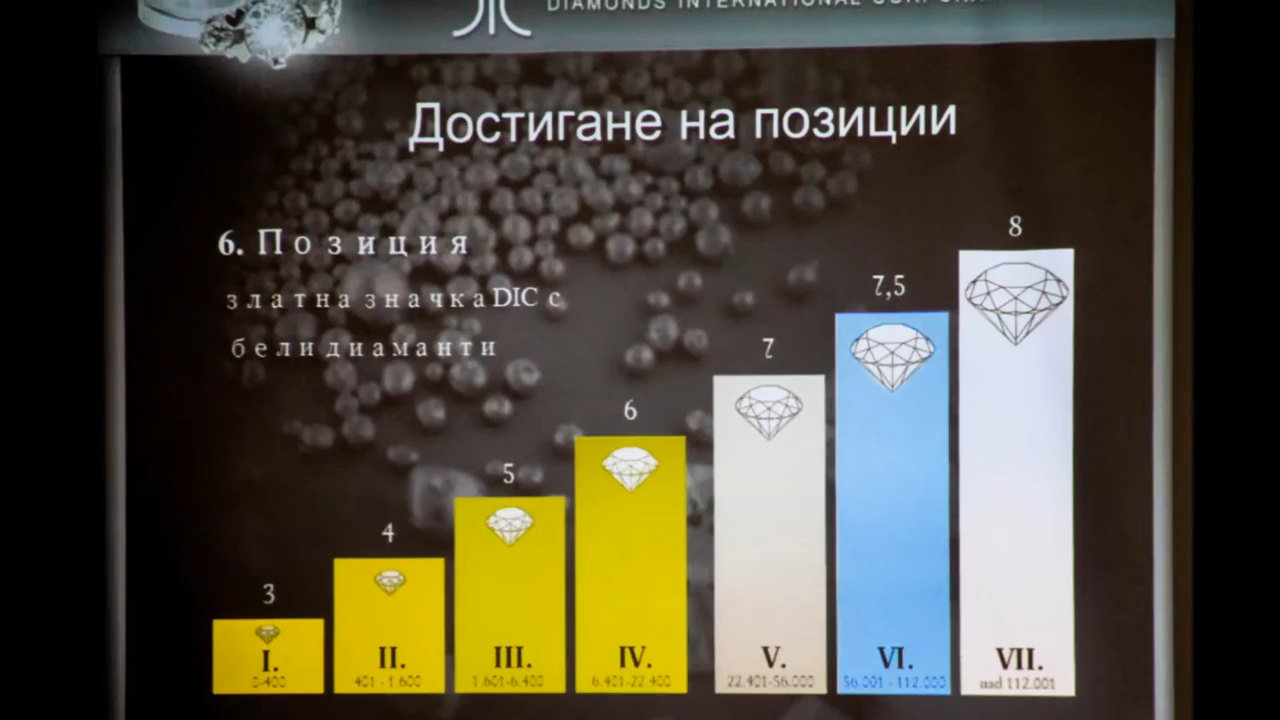 DIAMONDS INTERNATIONAL CORPORA
Достигане на позиции
6. Позиция
златна значка DIC с
бели диаманти
8
7,5
7
6
5
4
3
I.
0-400
II.
401 - 1.600
III.
1.601-6.400
IV.
6.401-22.400
V.
22.401-56.000
VI.
56.001 - 112.000
VII.
nad 112.001